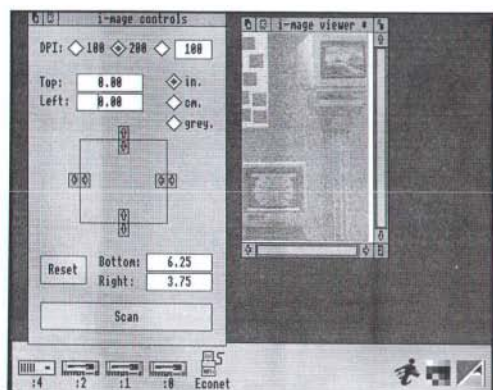 i-mage controls
i-mage viewer *
DPI: 100 200 100
Top: 0.00
Left: 0.00
in.
cm.
grey.
Bottom: 6.25
Right: 3.75
Reset
Scan
:4 :2 :1 :0 Econet